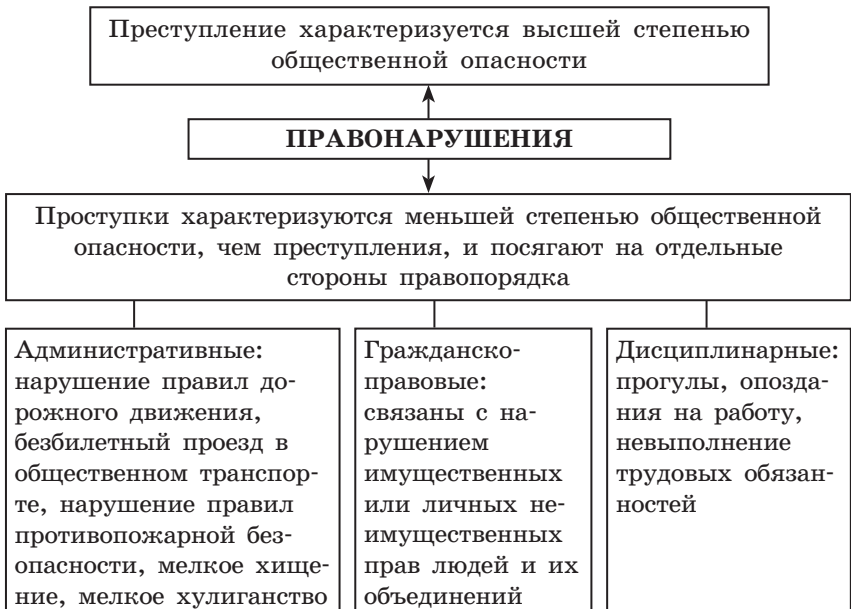 Преступление характеризуется высшей степенью
общественной опасности
ПРАВОНАРУШЕНИЯ
Проступки характеризуются меньшей степенью общественной
опасности, чем преступления, и посягают на отдельные
стороны правопорядка
Административные:
нарушение правил до-
рожного движения,
безбилетный проезд в
общественном транспор-
те, нарушение правил
противопожарной без-
опасности, мелкое хище-
ние, мелкое хулиганство
Гражданско-
правовые:
связаны с на-
рушением
имущественных
или личных не-
имущественных
прав людей и их
объединений
Дисциплинарные:
прогулы, опозда-
ния на работу,
невыполнение
трудовых обязан-
ностей